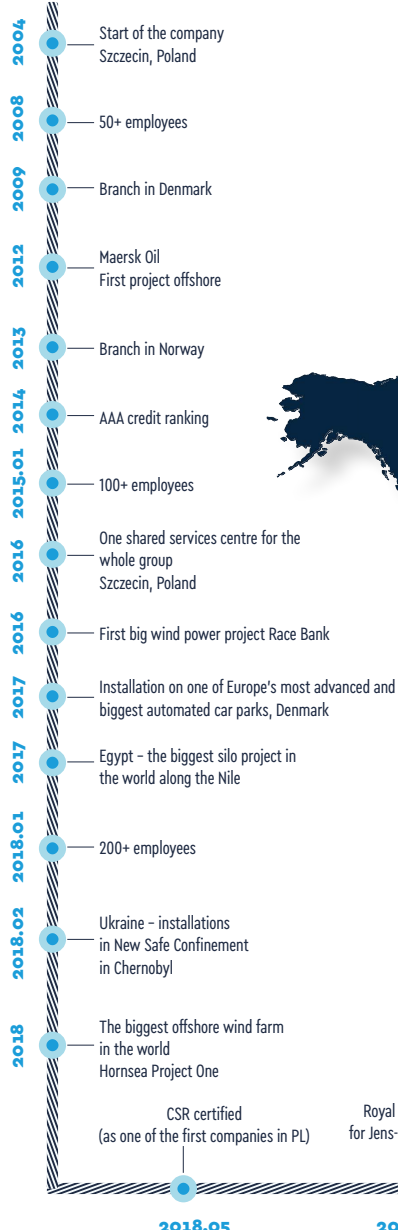 2004
Start of the company
Szczecin, Poland
2008
50+ employees
2009
Branch in Denmark
2012
Maersk Oil
First project offshore
2013
Branch in Norway
2014
AAA credit ranking
2015.01
100+ employees
2016
One shared services centre for the
whole group
Szczecin, Poland
2016
First big wind power project Race Bank
2017
Installation on one of Europe's most advanced and
biggest automated car parks, Denmark
2017
Egypt – the biggest silo project in
the world along the Nile
2018.01
200+ employees
2018.02
Ukraine – installations
in New Safe Confinement
in Chernobyl
2018
The biggest offshore wind farm
in the world
Hornsea Project One
CSR certified
(as one of the first companies in PL)
2018.05
Royal
for Jens-